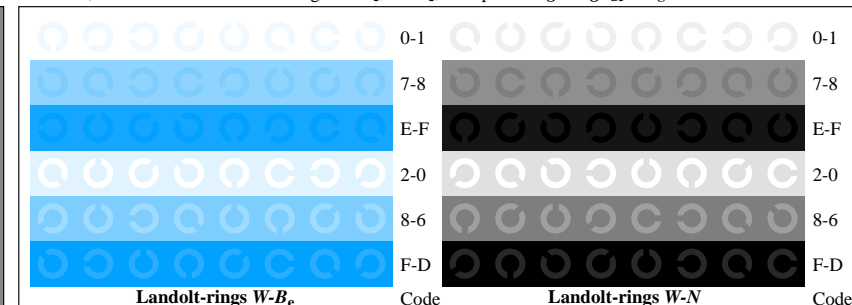 0-1 0-1
7-8 7-8
E-F E-F
2-0 2-0
8-6 8-6
F-D F-D
Landolt-rings W-Be Code Landolt-rings W-N Code